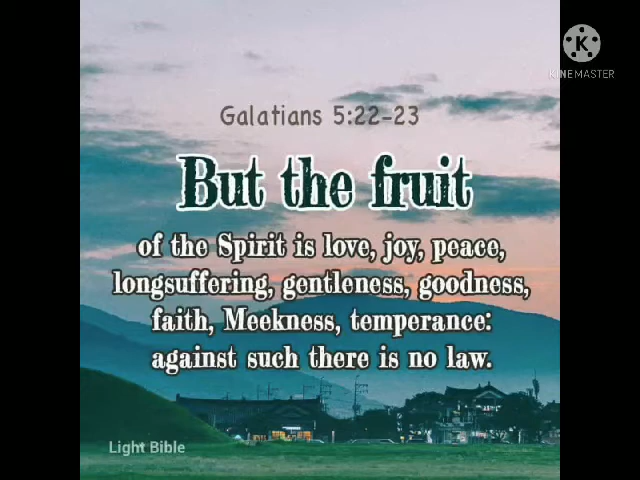 KINEMASTER
Galatians 5:22-23
But the fruit
of the Spirit is love, joy, peace,
longsuffering, gentleness, goodness,
faith, Meekness, temperance:
against such there is no law.
Light Bible